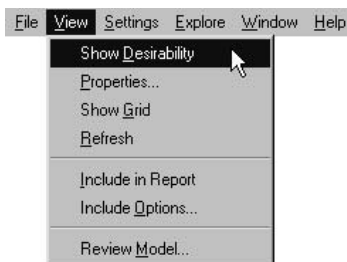 File View Settings Explore Window Help
Show Desirability
Properties...
Show Grid
Refresh
Include in Report
Include Options...
Review Model...